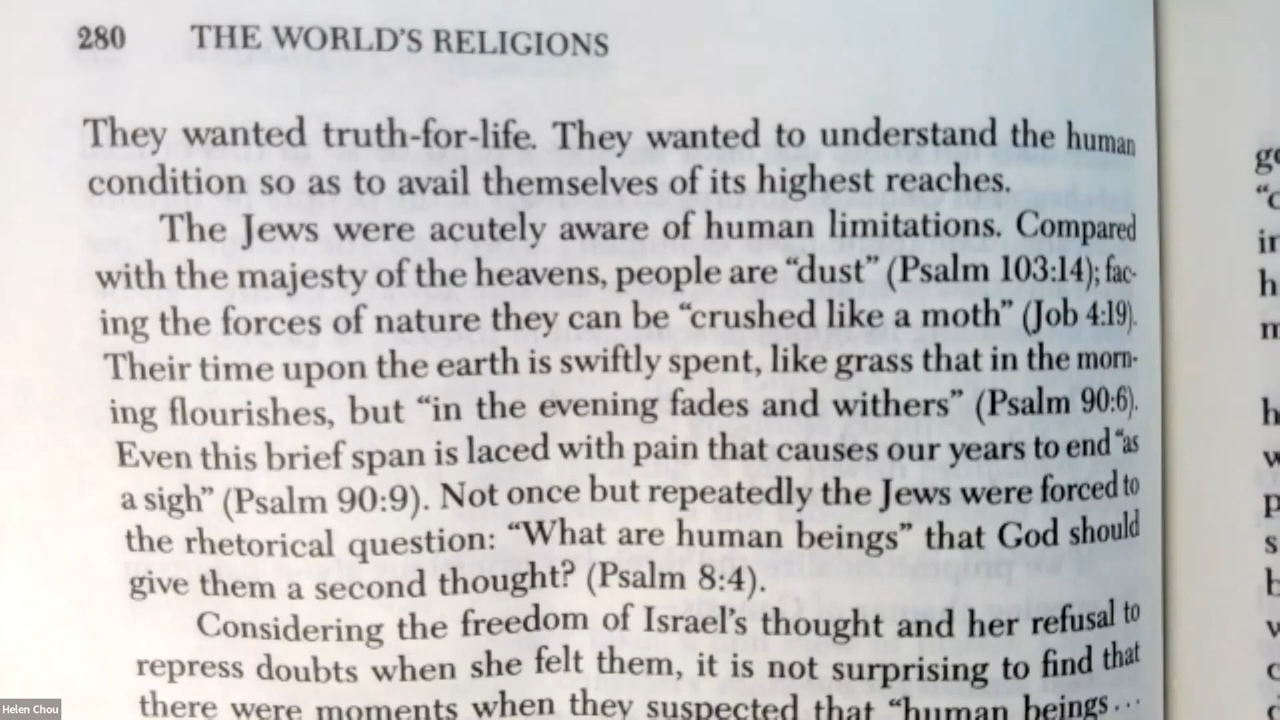 280 THE WORLD'S RELIGIONS
They wanted truth-for-life. They wanted to understand the human
condition so as to avail themselves of its highest reaches.
The Jews were acutely aware of human limitations. Compared
with the majesty of the heavens, people are “dust” (Psalm 103:14); fac-
ing the forces of nature they can be “crushed like a moth” (Job 4:19).
Their time upon the earth is swiftly spent, like grass that in the morn-
ing flourishes, but “in the evening fades and withers” (Psalm 90:6).
Even this brief span is laced with pain that causes our years to end “as
a sigh” (Psalm 90:9). Not once but repeatedly the Jews were forced to
the rhetorical question: “What are human beings” that God should
give them a second thought? (Psalm 8:4).
Considering the freedom of Israel's thought and her refusal to
repress doubts when she felt them, it is not surprising to find that
there were moments when they suspected that “human beings...
Helen Chou